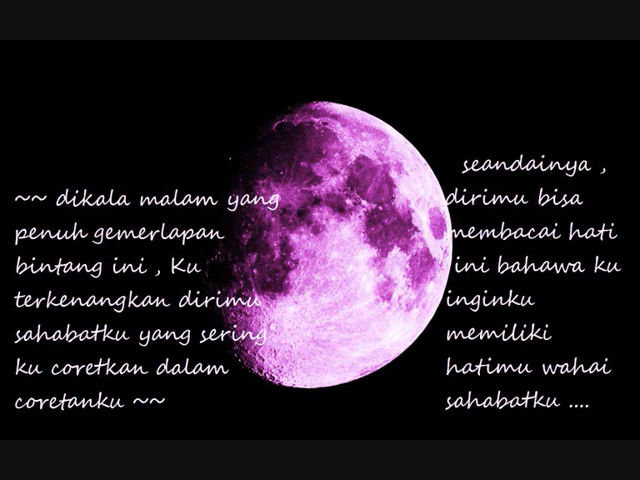 ~~ dikala malam yang
penuh gemerlapan
bintang ini , Ku
terkenangkan dirimu
sahabatku yang sering
ku coretkan dalam
coretanku ~~
seandainya ,
dirimu bisa
membacai hati
ini bahawa ku
inginku
memiliki
hatimu wahai
sahabatku ....